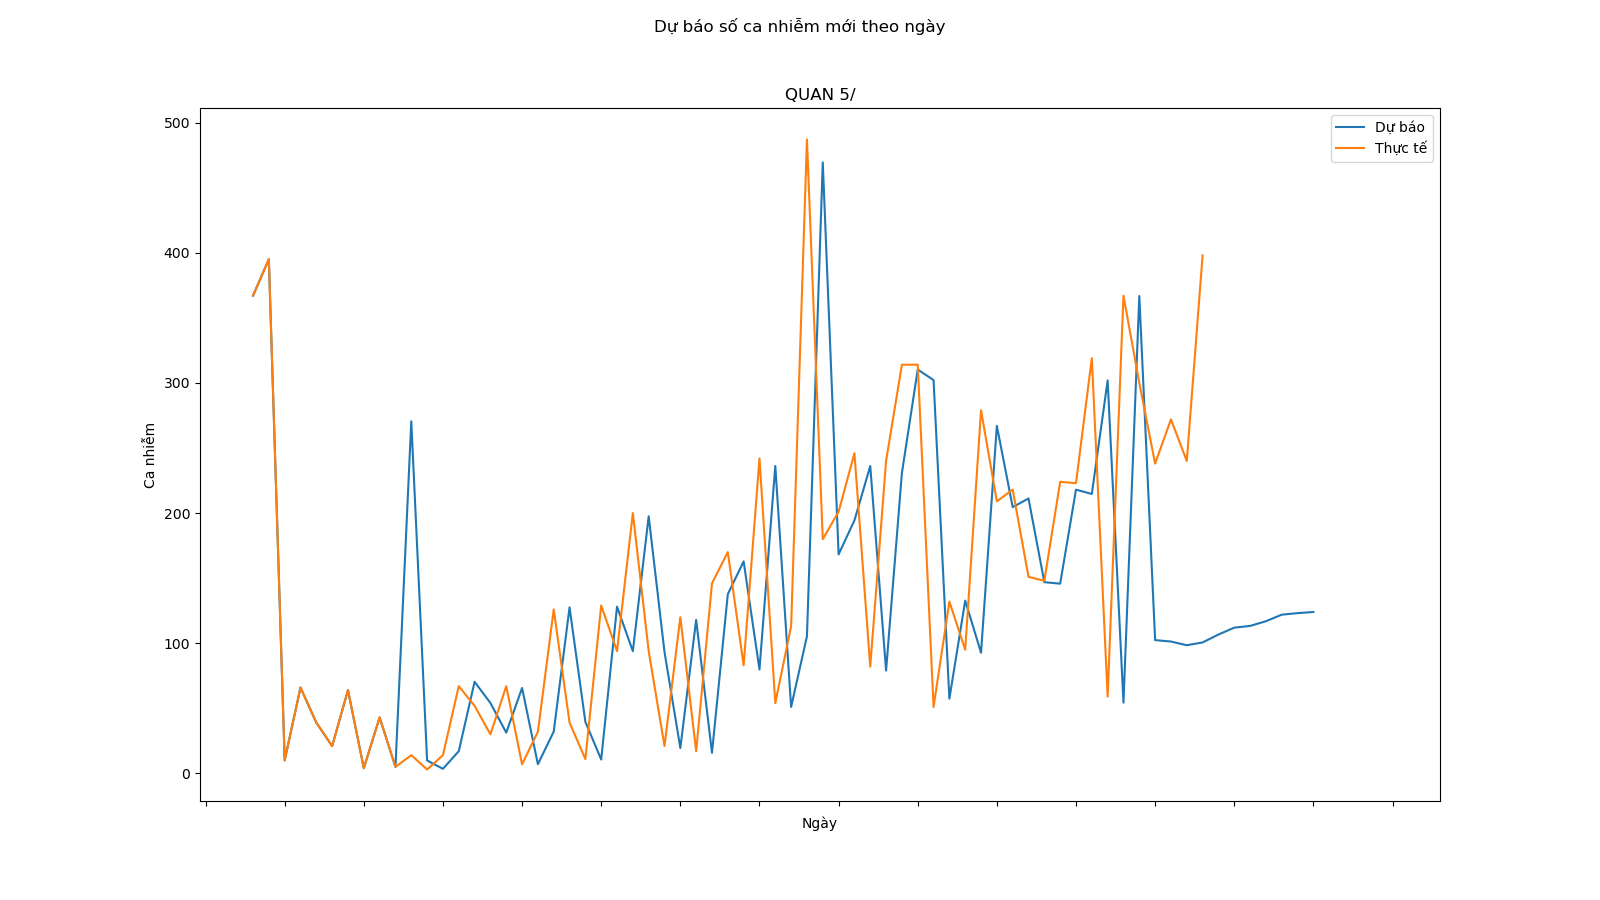 Dự báo số ca nhiễm mới theo ngày
QUAN 5/
500
400
300
200
100
0
Ca nhiễm
Dự báo
Thực tế
Ngày